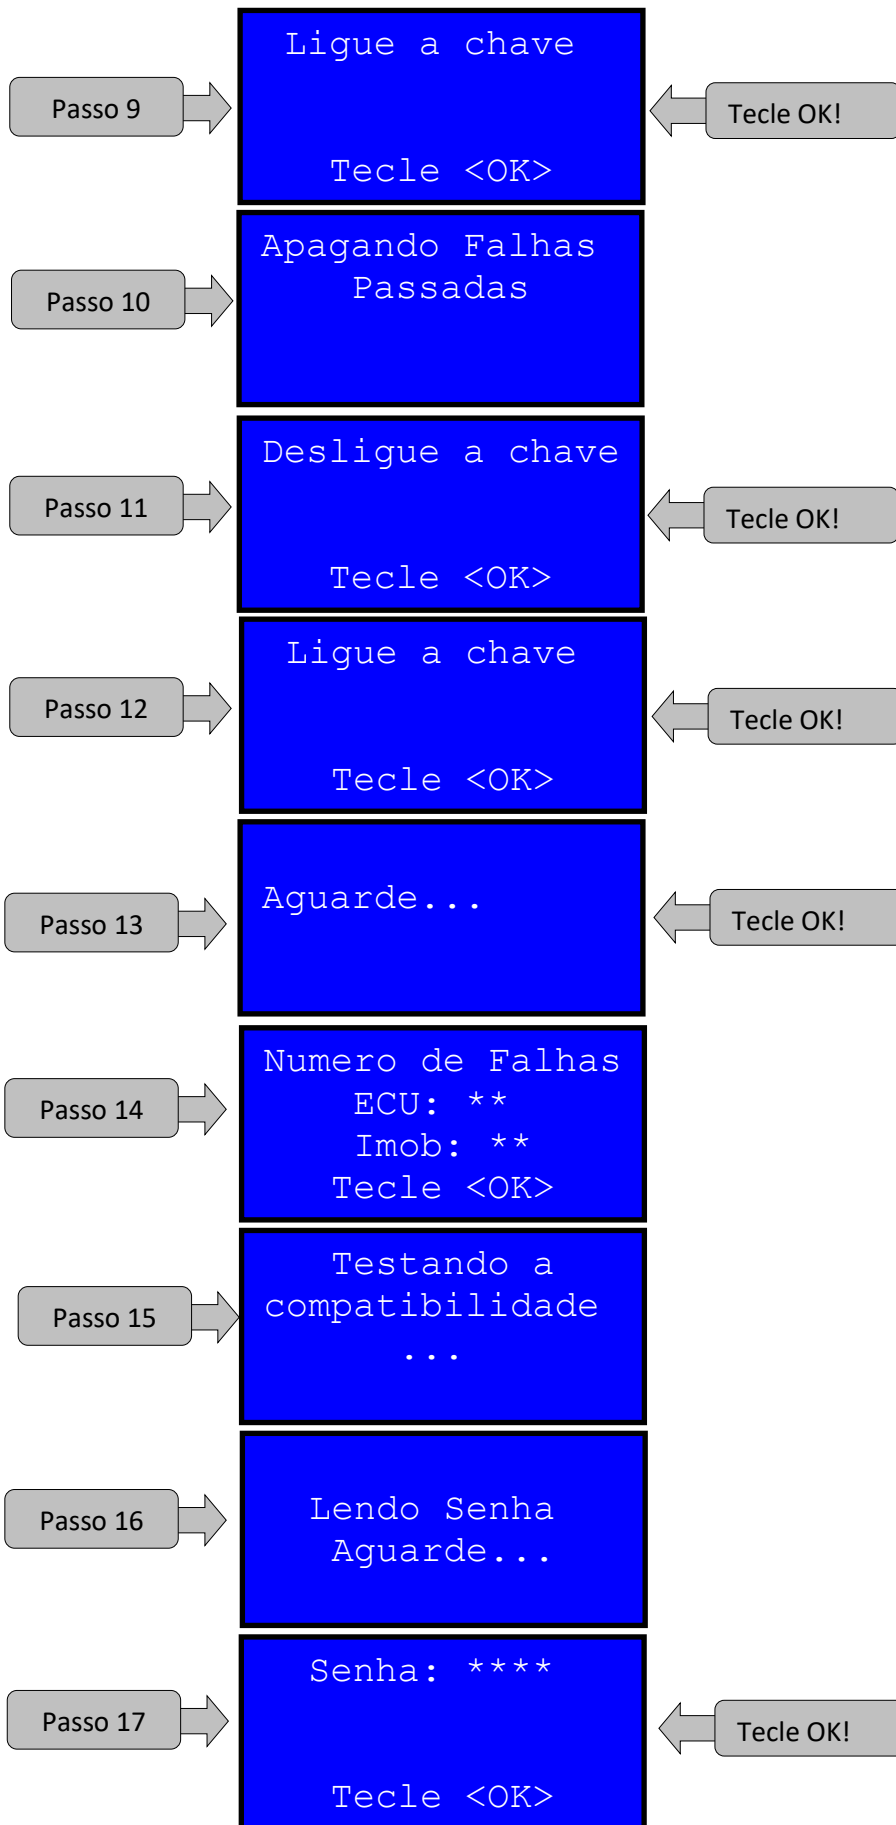 Ligue a chave
Passo 9
Tecle OK!
Tecle <OK>
Apagando Falhas
Passadas
Passo 10
Desligue a chave
Passo 11
Tecle OK!
Tecle <OK>
Ligue a chave
Passo 12
Tecle OK!
Tecle <OK>
Aguarde...
Passo 13
Tecle OK!
Numero de Falhas
ECU: **
Passo 14
Imob: **
Tecle <OK>
Testando a
compatibilidade
Passo 15
...
Lendo Senha
Passo 16
Aguarde...
Senha: ****
Passo 17
Tecle OK!
Tecle <OK>